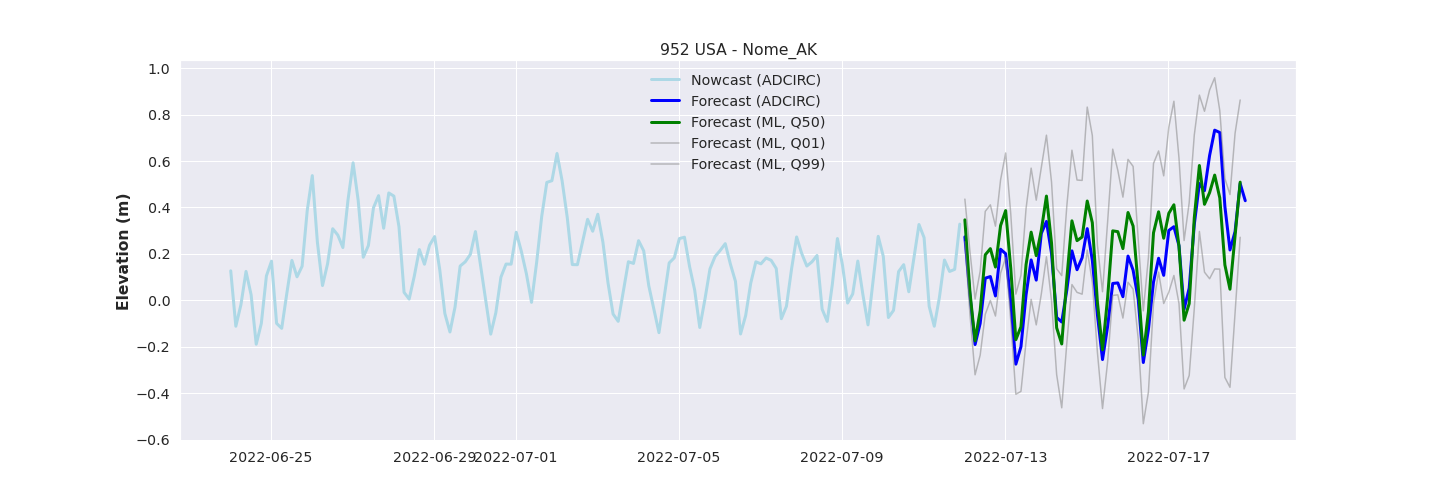 952 USA - Nome_AK
Nowcast (ADCIRC)
Forecast (ADCIRC)
Forecast (ML, Q50)
Forecast (ML, Q01)
Forecast (ML, Q99)
Elevation (m)
1.0
0.8
0.6
0.4
0.2
0.0
−0.2
−0.4
−0.6
2022-06-25 2022-06-29 2022-07-01 2022-07-05 2022-07-09 2022-07-13 2022-07-17